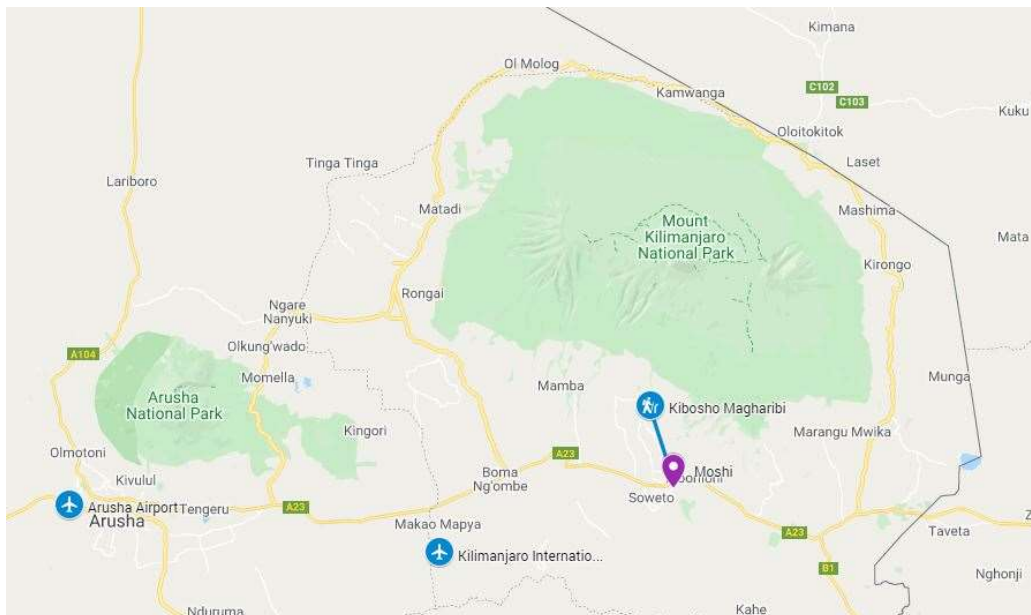 Kimana
Ol Molog
Kamwanga
C102
C103
Kuku
Oloitokitok
Tinga Tinga
Laset
Lariboro
Matadi
Mashima
Mount
Kilimanjaro
National Park
Mata
Kirongo
Rongai
Ngare
Nanyuki
Olkung'wado
A104
Momella
Mamba
Munga
Arusha
National Park
Kibosho Magharibi
Kingori
Marangu Mwika
Olmotoni
A23
Moshi
Kivulul
Boma
Ng'ombe
Soweto
Arusha Airport
Tengeru
A23
Arusha
Makao Mapya
A23
Taveta
Kilimanjaro Internatio...
B1
Nghonji
Nduruma
Kahe